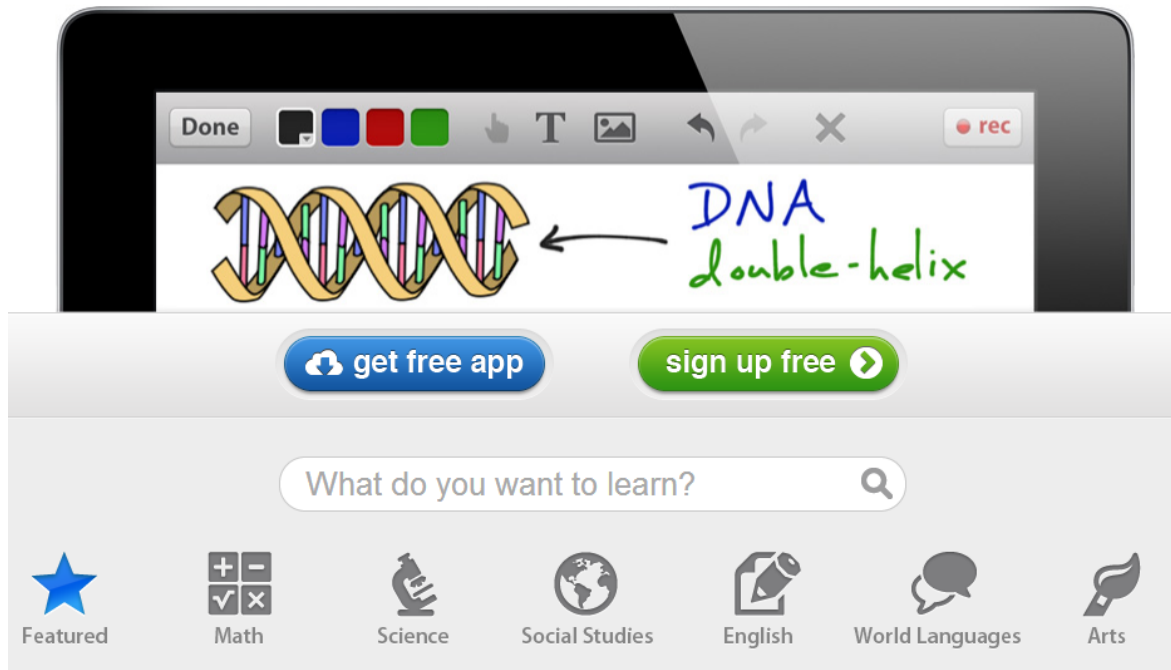 Done
T
rec
DNA
double-helix
get free app
sign up free
What do you want to learn?
Featured
Math
Science
Social Studies
English
World Languages
Arts